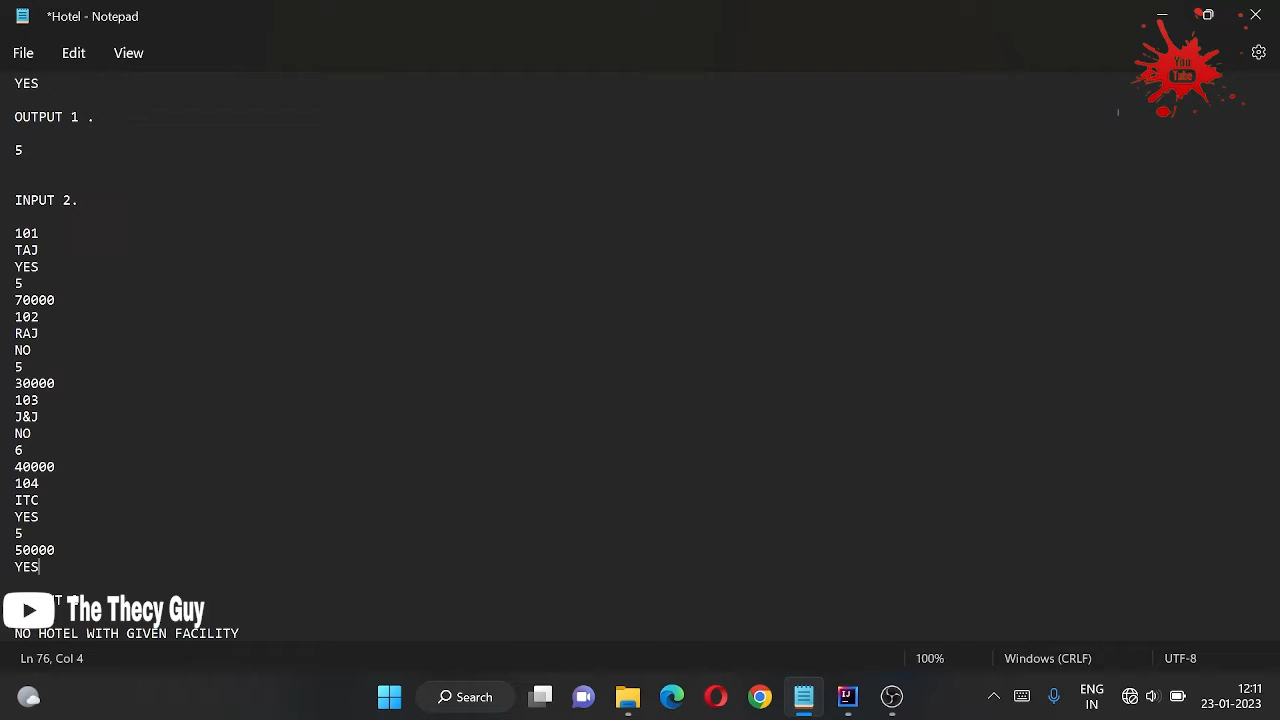 *Hotel - Notepad
File Edit View
You
Tube
YES
OUTPUT 1 .
5
INPUT 2.
101
TAJ
YES
5
70000
102
RAJ
NO
5
30000
103
J&J
NO
6
40000
104
ITC
YES
5
50000
YES
The Thecy Guy
NO HOTEL WITH GIVEN FACILITY
Ln 76, Col 4 100% Windows (CRLF) UTF-8
Search
ENG
IN
12:11
23-01-2023